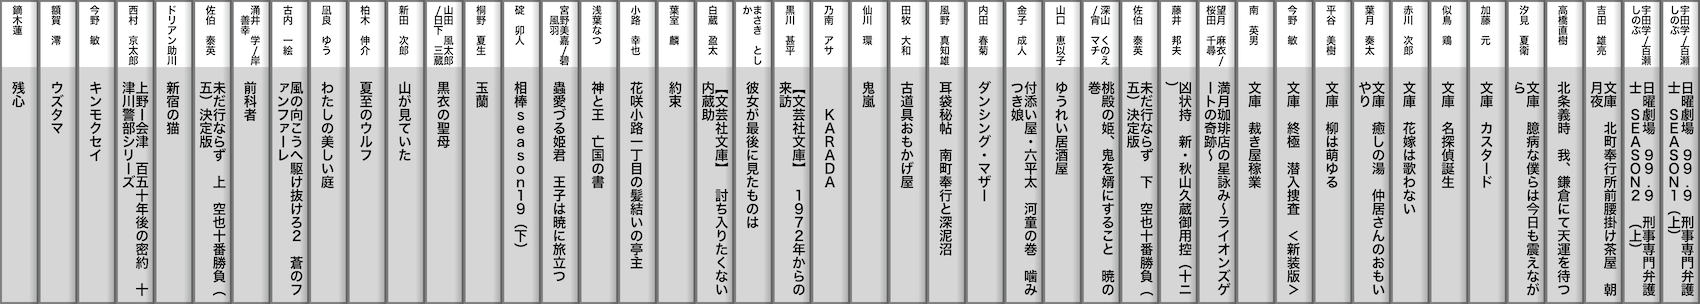 宇田学/百瀬
しのぶ
日曜劇場　９９.９　刑事専門弁護
士　ＳＥＡＳＯＮ１（上）
宇田学/百瀬
しのぶ
日曜劇場　９９.９　刑事専門弁護
士　ＳＥＡＳＯＮ２　（上）
吉田　雄亮
文庫　北町奉行所前腰掛け茶屋　朝
月夜
高橋直樹
北条義時　我、鎌倉にて天運を待つ
汐見　夏衛
文庫　臆病な僕らは今日も震えなが
ら
加藤　元
文庫　カスタード
似鳥　鶏
文庫　名探偵誕生
赤川　次郎
文庫　花嫁は歌わない
葉月　奏太
文庫　癒しの湯　仲居さんのおもい
やり
平谷　美樹
文庫　柳は萌ゆる
今野　敏
文庫　終極　潜入捜査　＜新装版＞
南　英男
文庫　裁き屋稼業
望月　麻衣/
桜田　千尋
満月珈琲店の星詠み〜ライオンズゲ
ートの奇跡〜
藤井　邦夫
凶状持　新・秋山久蔵御用控（十二
）
佐伯　泰英
未だ行ならず　下　空也十番勝負（
五）決定版
深山　くのえ
/宵　マチ
桃殿の姫、鬼を婿にすること　暁の
巻
山口　恵以子
ゆうれい居酒屋
金子　成人
付添い屋・六平太　河童の巻　噛み
つき娘
内田　春菊
ダンシング・マザー
風野　真知雄
耳袋秘帖　南町奉行と深泥沼
田牧　大和
古道具おもかげ屋
仙川　環
鬼嵐
乃南　アサ
ＫＡＲＡＤＡ
黒川　甚平
【文芸社文庫】　１９７２年からの
来訪
まさき　とし
か
彼女が最後に見たものは
白蔵　盈太
【文芸社文庫】　討ち入りたくない
内蔵助
葉室　麟
約束
小路　幸也
花咲小路一丁目の髪結いの亭主
浅葉なつ
神と王　亡国の書
宮野美嘉/碧
風羽
蟲愛づる姫君　王子は暁に旅立つ
碇　卯人
相棒ｓｅａｓｏｎ１９（下）
桐野　夏生
玉蘭
山田　風太郎
/日下　三蔵
黒衣の聖母
新田　次郎
山が見ていた
柏木　伸介
夏至のウルフ
凪良　ゆう
わたしの美しい庭
古内　一絵
風の向こうへ駆け抜けろ２　蒼のフ
ァンファーレ
涌井　学/岸
善幸
前科者
佐伯　泰英
未だ行ならず　上　空也十番勝負（
五）決定版
ドリアン助川
新宿の猫
西村　京太郎
上野ー会津　百五十年後の密約　十
津川警部シリーズ
今野　敏
キンモクセイ
額賀　澪
ウズタマ
鏑木蓮
残心